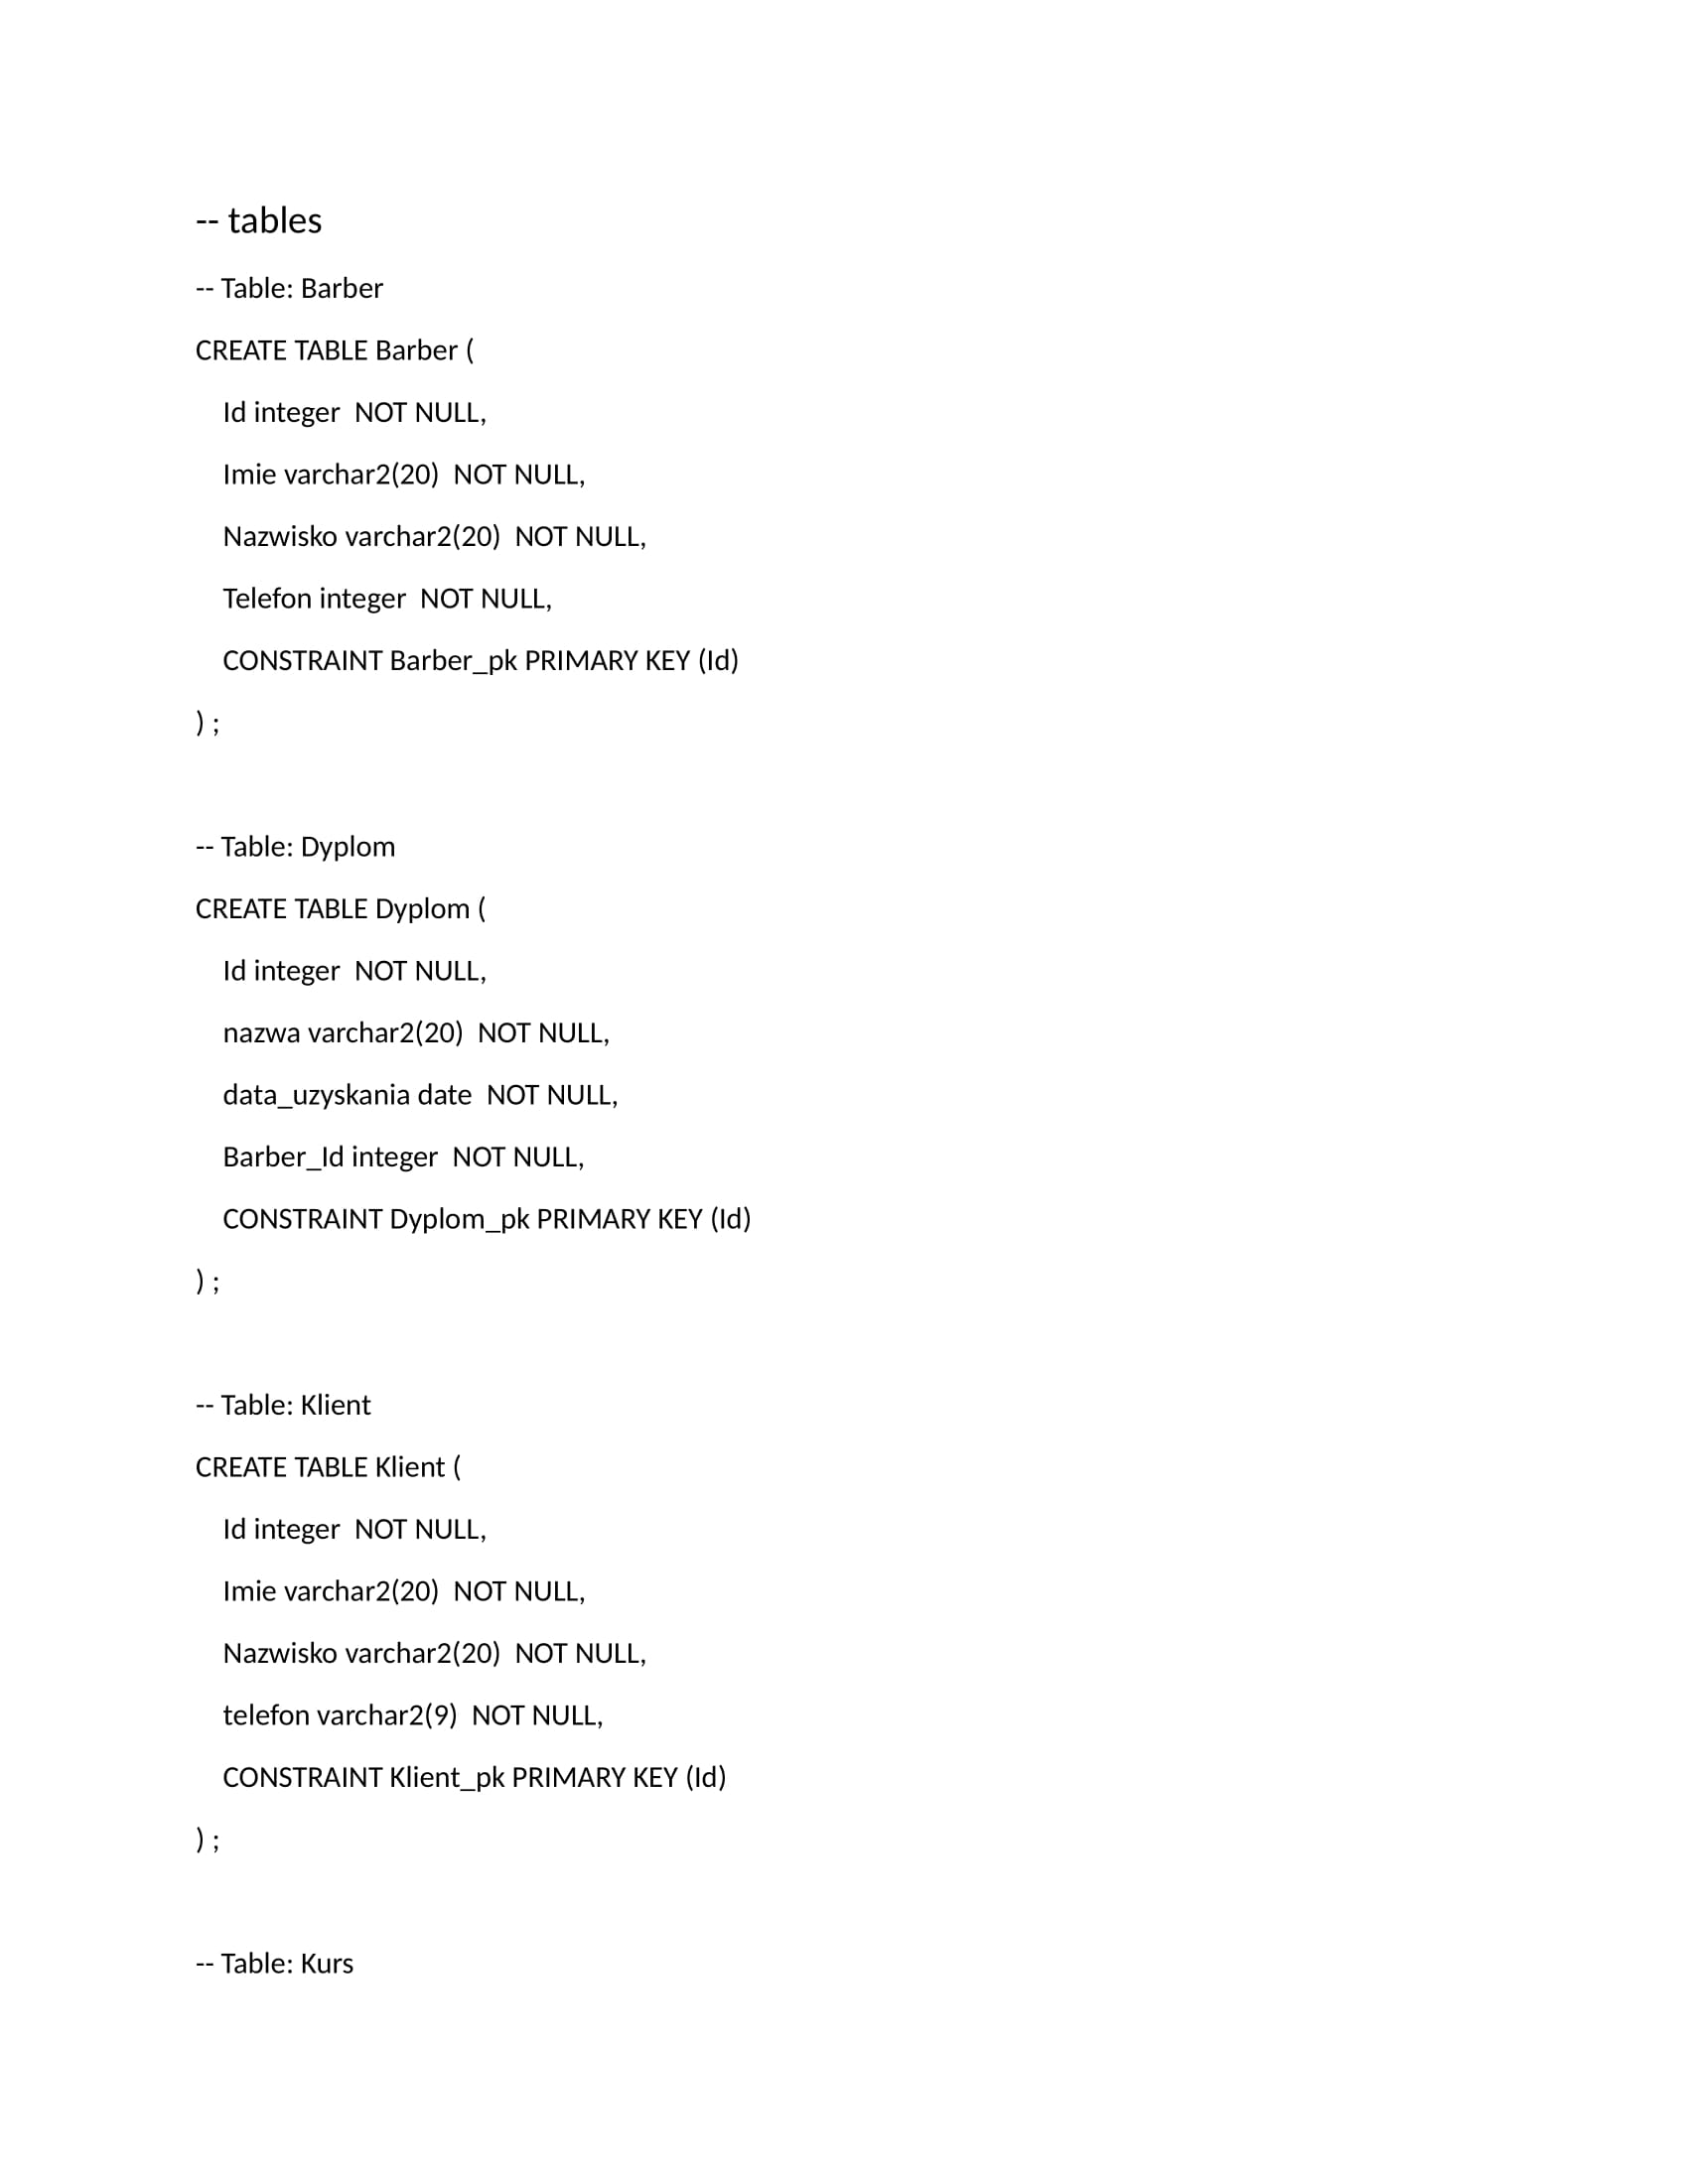 -- tables
-- Table: Barber
CREATE TABLE Barber (
    Id integer  NOT NULL,
    Imie varchar2(20)  NOT NULL,
    Nazwisko varchar2(20)  NOT NULL,
    Telefon integer  NOT NULL,
    CONSTRAINT Barber_pk PRIMARY KEY (Id)
) ;
-- Table: Dyplom
CREATE TABLE Dyplom (
    Id integer  NOT NULL,
    nazwa varchar2(20)  NOT NULL,
    data_uzyskania date  NOT NULL,
    Barber_Id integer  NOT NULL,
    CONSTRAINT Dyplom_pk PRIMARY KEY (Id)
) ;
-- Table: Klient
CREATE TABLE Klient (
    Id integer  NOT NULL,
    Imie varchar2(20)  NOT NULL,
    Nazwisko varchar2(20)  NOT NULL,
    telefon varchar2(9)  NOT NULL,
    CONSTRAINT Klient_pk PRIMARY KEY (Id)
) ;
-- Table: Kurs